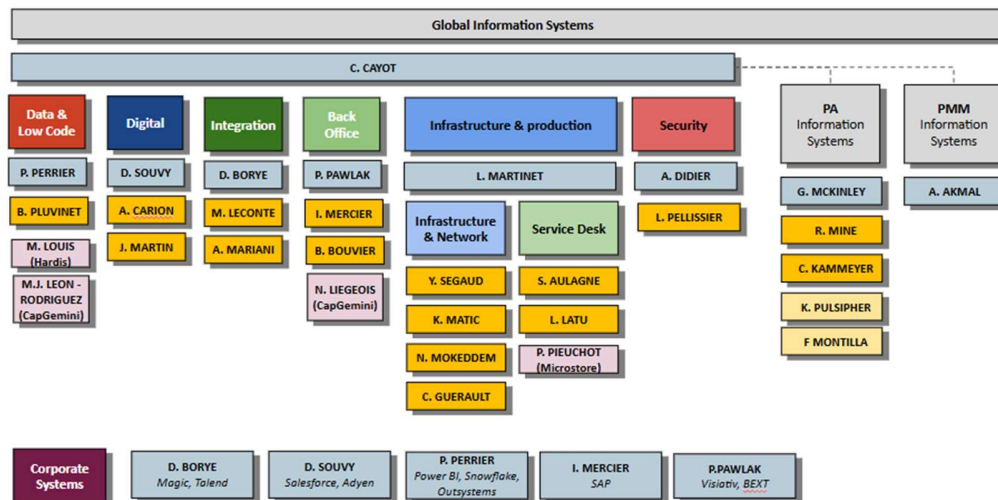 Global Information Systems
C. CAYOT
Data &
Low Code
Digital
Integration
Back
Office
Infrastructure & production
Security
PA
Information
Systems
PMM
Information
Systems
P. PERRIER
D. SOUVY
D. BORYE
P. PAWLAK
L. MARTINET
A. DIDIER
G. MCKINLEY
A. AKMAL
B. PLUVINET
A. CARION
M. LECONTE
I. MERCIER
Infrastructure
& Network
Service Desk
L. PELLISSIER
R. MINE
M. LOUIS
(Hardis)
J. MARTIN
A. MARIANI
B. BOUVIER
C. KAMMEYER
M.J. LEON -
RODRIGUEZ
(CapGemini)
N. LIEGEOIS
(CapGemini)
Y. SEGAUD
S. AULAGNE
K. PULSIPHER
K. MATIC
L. LATU
F MONTILLA
N. MOKEDDEM
P. PIEUCHOT
(Microstore)
C. GUERAULT
Corporate
Systems
D. BORYE
Magic, Talend
D. SOUVY
Salesforce, Adyen
P. PERRIER
Power BI, Snowflake,
Outsystems
I. MERCIER
SAP
P.PAWLAK
Visiativ, BEXT